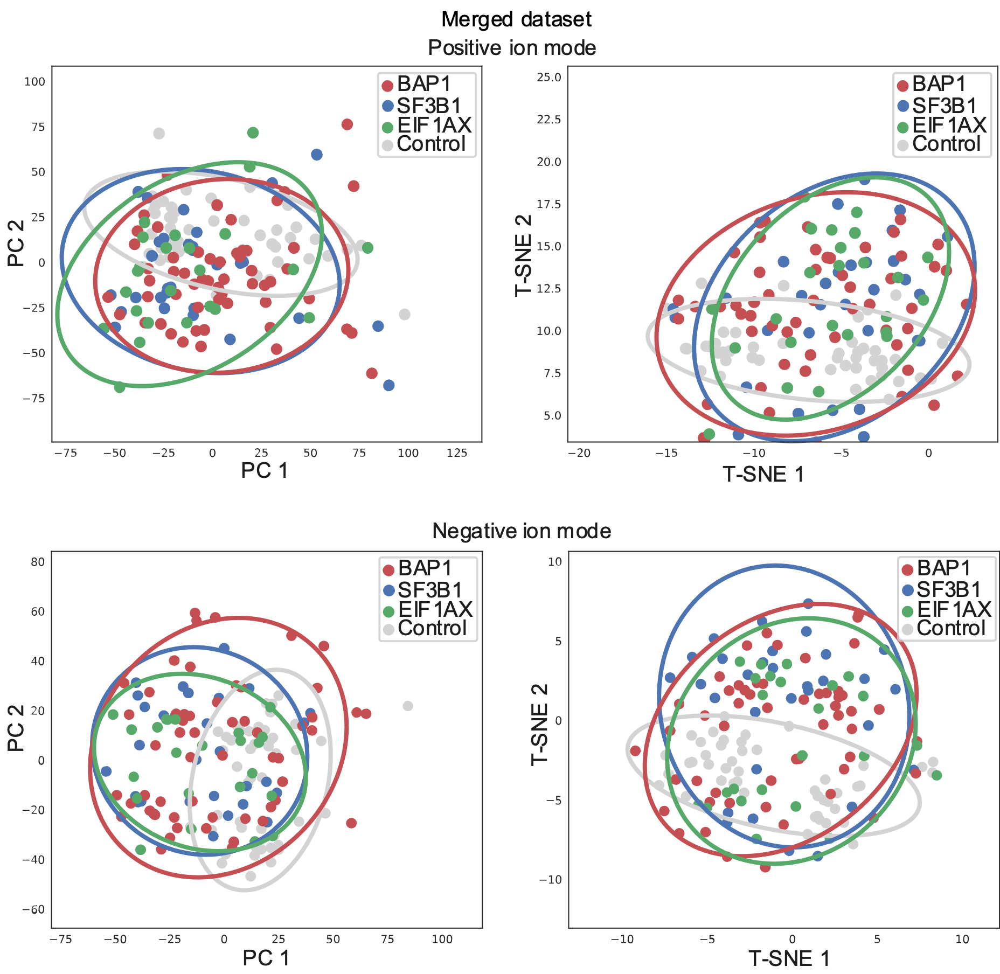 Merged dataset
Positive ion mode
BAP1
SF3B1
EIF1AX
Control
100
75
50
25
0
−25
−50
−75
PC 2
−75 −50 −25 0 25 50 75 100 125
PC 1
BAP1
SF3B1
EIF1AX
Control
25.0
22.5
20.0
17.5
15.0
12.5
10.0
7.5
5.0
T-SNE 2
−20 −15 −10 −5 0
T-SNE 1
Negative ion mode
BAP1
SF3B1
EIF1AX
Control
80
60
40
20
0
−20
−40
−60
PC 2
−75 −50 −25 0 25 50 75 100
PC 1
BAP1
SF3B1
EIF1AX
Control
10
5
0
−5
−10
T-SNE 2
−10 −5 0 5 10
T-SNE 1